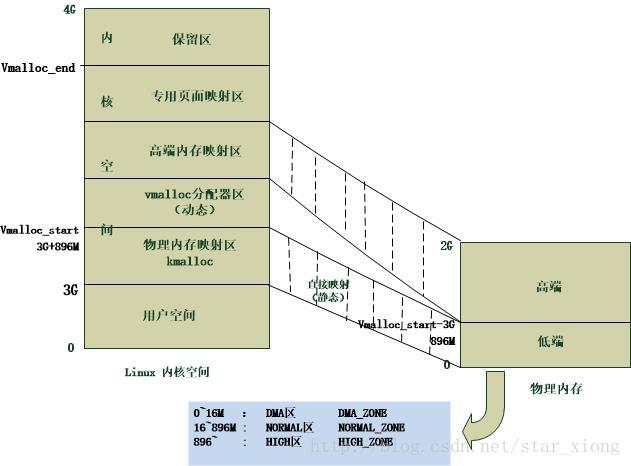 4G
内 保留区
Vmalloc_end
核 专用页面映射区
空 高端内存映射区
vmalloc分配器区
（动态）
间
Vmalloc_start
3G+896M
物理内存映射区
kmalloc
3G
用户空间
0
Linux 内核空间
直接映射
（静态）
2G
高端
Vmalloc_start-3G
896M
低端
0
物理内存
0~16M : DMA区 DMA_ZONE
16~896M : NORMAL区 NORMAL_ZONE
896~ : HIGH区 HIGH_ZONE
http://blog.csdn.net/star_xiong